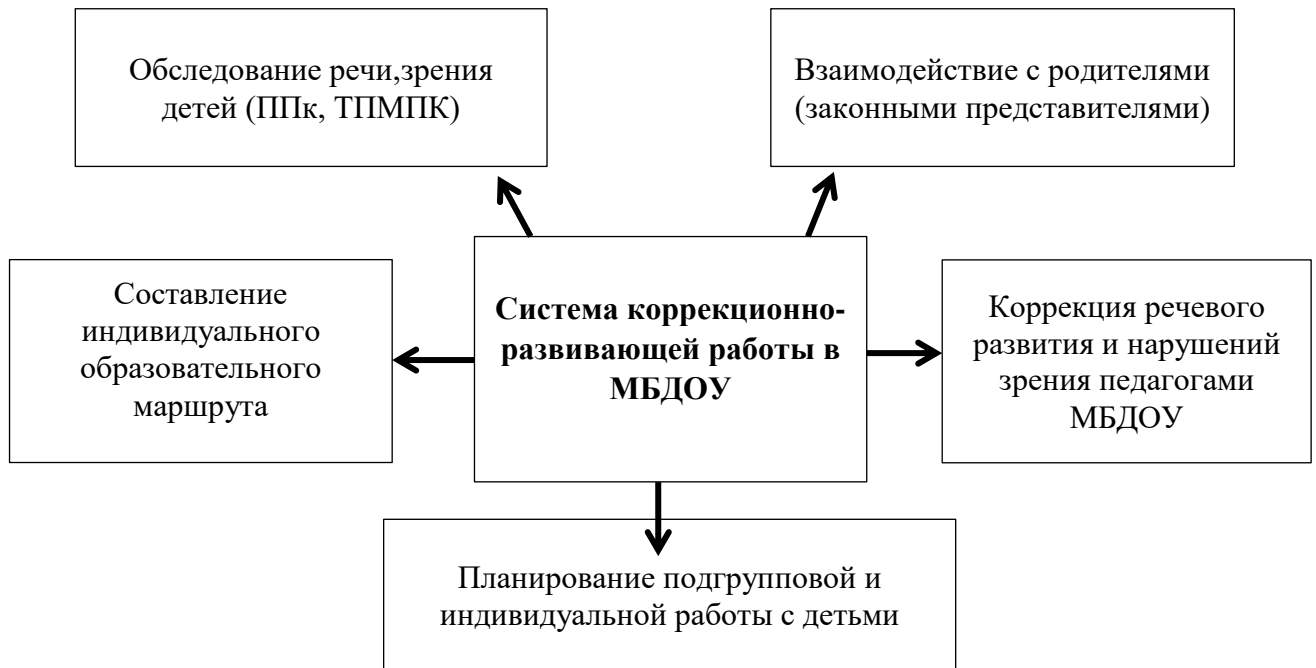 Обследование речи,зрения
детей (ППк, ТПМПК)
Взаимодействие с родителями
(законными представителями)
Составление
индивидуального
образовательного
маршрута
Система коррекционно-
развивающей работы в
МБДОУ
Коррекция речевого
развития и нарушений
зрения педагогами
МБДОУ
Планирование подгрупповой и
индивидуальной работы с детьми